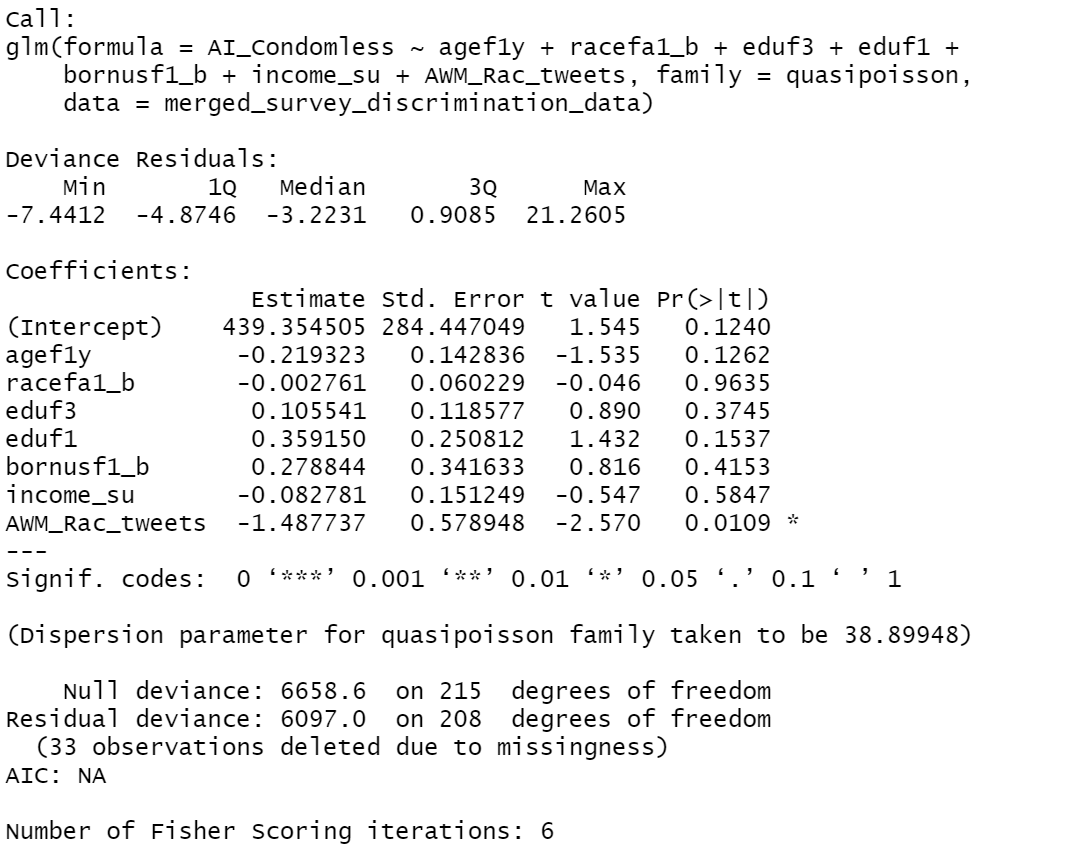 Call:
glm(formula = AI_Condomless ~ agef1y + racefa1_b + eduf3 + eduf1 +
    bornusf1_b + income_su + AWM_Rac_tweets, family = quasipoisson,
    data = merged_survey_discrimination_data)

Deviance Residuals:
    Min       1Q   Median       3Q      Max
-7.4412  -4.8746  -3.2231   0.9085  21.2605

Coefficients:
                 Estimate Std. Error t value Pr(>|t|)
(Intercept)    439.354505 284.447049   1.545   0.1240
agef1y          -0.219323   0.142836  -1.535   0.1262
racefa1_b       -0.002761   0.060229  -0.046   0.9635
eduf3            0.105541   0.118577   0.890   0.3745
eduf1            0.359150   0.250812   1.432   0.1537
bornusf1_b       0.278844   0.341633   0.816   0.4153
income_su       -0.082781   0.151249  -0.547   0.5847
AWM_Rac_tweets  -1.487737   0.578948  -2.570   0.0109 *
---
Signif. codes:  0 ‘***’ 0.001 ‘**’ 0.01 ‘*’ 0.05 ‘.’ 0.1 ‘ ’ 1

(Dispersion parameter for quasipoisson family taken to be 38.89948)

    Null deviance: 6658.6  on 215  degrees of freedom
Residual deviance: 6097.0  on 208  degrees of freedom
  (33 observations deleted due to missingness)
AIC: NA

Number of Fisher Scoring iterations: 6